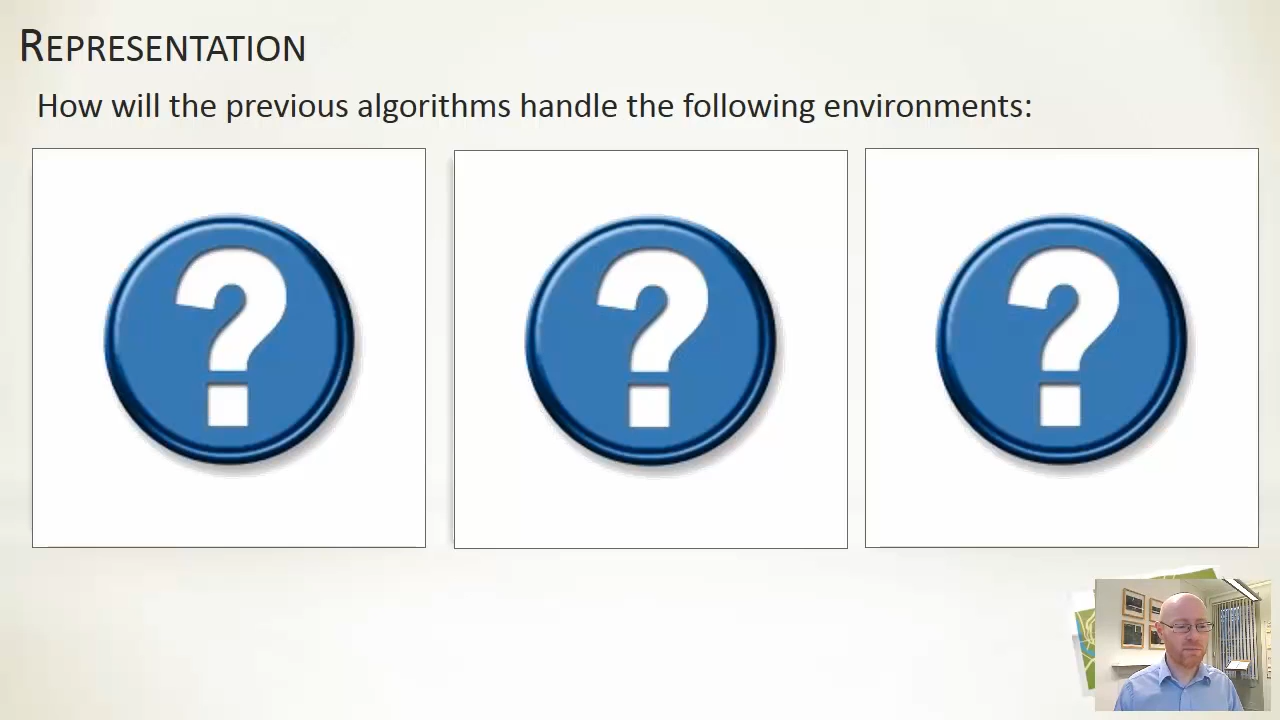 REPRESENTATION
How will the previous algorithms handle the following environments:
? ? ?